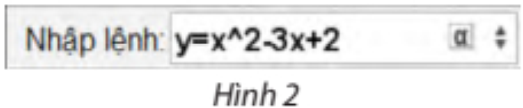 Nhập lệnh: y=x^2-3x+2 α
Hình 2